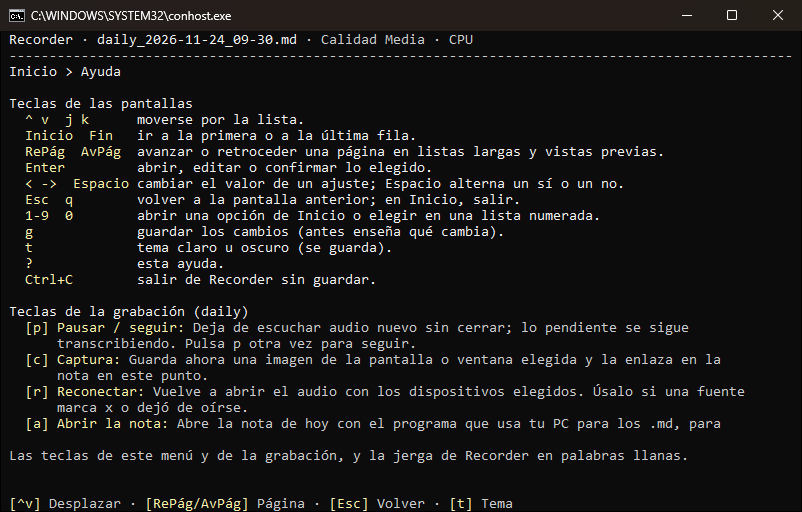 C:\WINDOWS\SYSTEM32\conhost.exe
Recorder · daily_2026-11-24_09-30.md · Calidad Media · CPU
Inicio > Ayuda
Teclas de las pantallas
^ v  j k      moverse por la lista.
Inicio  Fin   ir a la primera o a la última fila.
RePág  AvPág  avanzar o retroceder una página en listas largas y vistas previas.
Enter         abrir, editar o confirmar lo elegido.
< ->  Espacio cambiar el valor de un ajuste; Espacio alterna un sí o un no.
Esc  q        volver a la pantalla anterior; en Inicio, salir.
1-9  0        abrir una opción de Inicio o elegir en una lista numerada.
g             guardar los cambios (antes enseña qué cambia).
t             tema claro u oscuro (se guarda).
?             esta ayuda.
Ctrl+C        salir de Recorder sin guardar.
Teclas de la grabación (daily)
[p] Pausar / seguir: Deja de escuchar audio nuevo sin cerrar; lo pendiente se sigue
transcribiendo. Pulsa p otra vez para seguir.
[c] Captura: Guarda ahora una imagen de la pantalla o ventana elegida y la enlaza en la
nota en este punto.
[r] Reconectar: Vuelve a abrir el audio con los dispositivos elegidos. Úsalo si una fuente
marca x o dejó de oírse.
[a] Abrir la nota: Abre la nota de hoy con el programa que usa tu PC para los .md, para
Las teclas de este menú y de la grabación, y la jerga de Recorder en palabras llanas.
[^v] Desplazar · [RePág/AvPág] Página · [Esc] Volver · [t] Tema